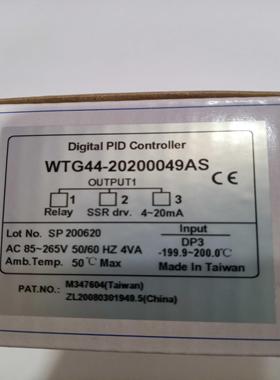 Digital PID Controller
WTG44-20200049AS
OUTPUT1
CE
1 2 3
Relay SSR drv. 4~20mA
Lot No. SP 200620
Input
DP3
AC 85~265V 50/60 HZ 4VA
-199.9~200.0℃
Amb.Temp. 50℃ Max
Made In Taiwan
PAT.NO.: M347604(Taiwan)
ZL20080301949.5(China)